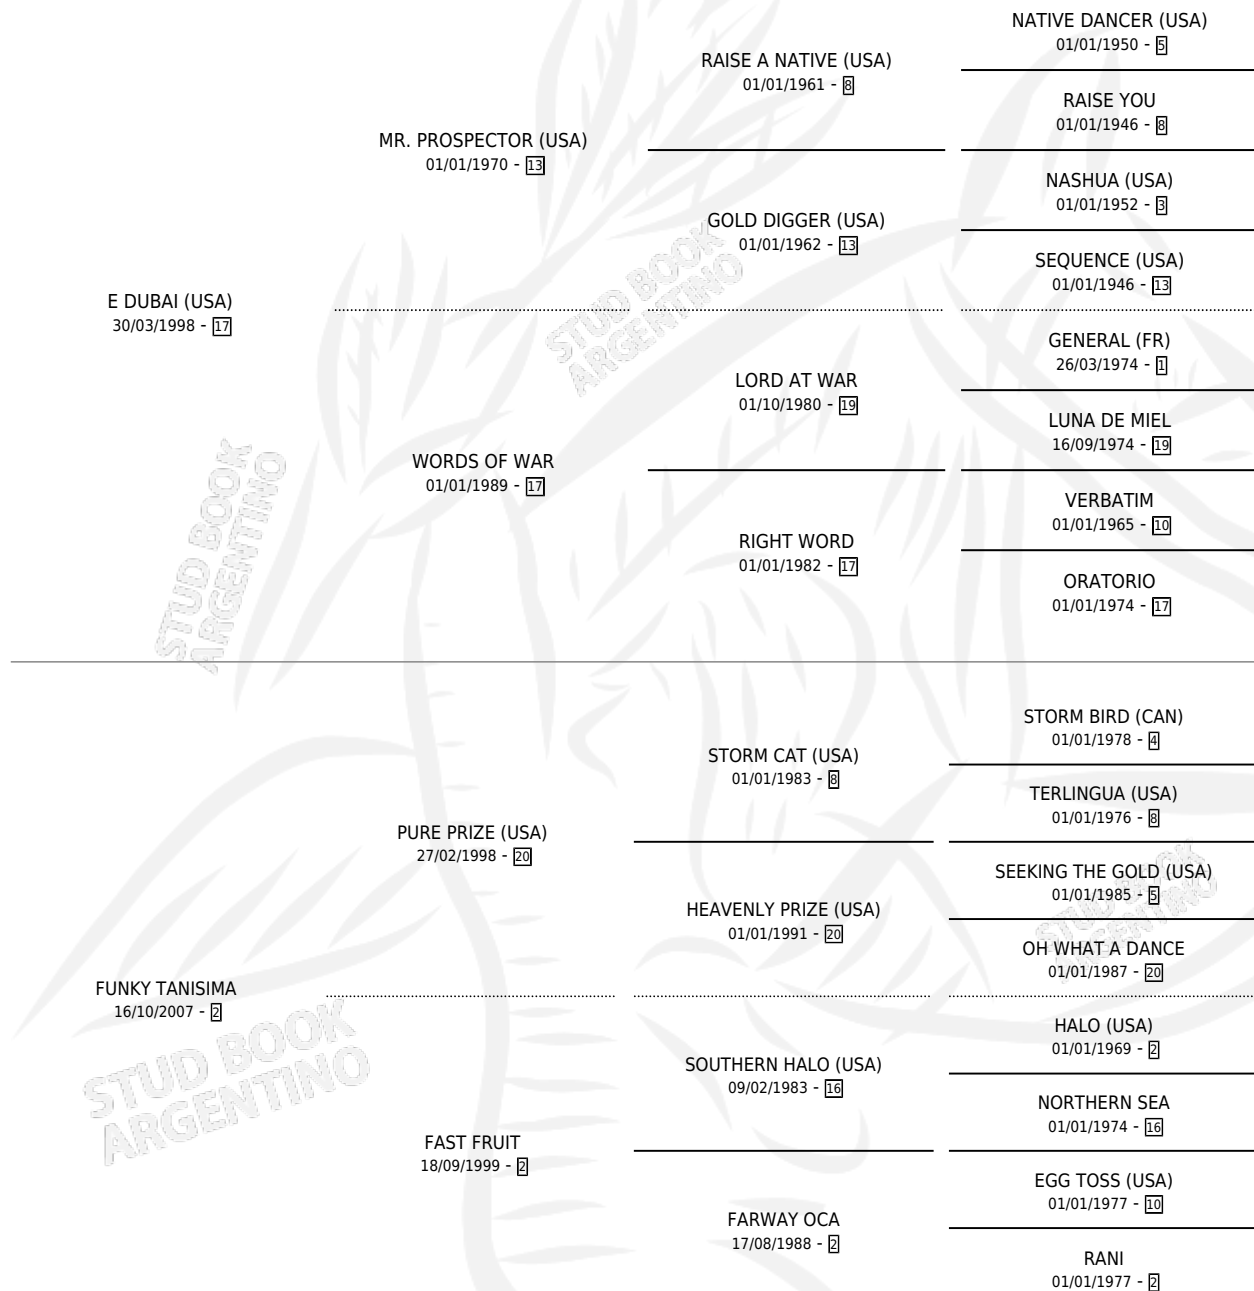 NATIVE DANCER (USA)
01/01/1950 - 5
RAISE A NATIVE (USA)
01/01/1961 - 8
RAISE YOU
01/01/1946 - 8
MR. PROSPECTOR (USA)
01/01/1970 - 13
NASHUA (USA)
01/01/1952 - 3
GOLD DIGGER (USA)
01/01/1962 - 13
SEQUENCE (USA)
01/01/1946 - 13
E DUBAI (USA)
30/03/1998 - 17
GENERAL (FR)
26/03/1974 - 1
LORD AT WAR
01/10/1980 - 19
LUNA DE MIEL
16/09/1974 - 19
WORDS OF WAR
01/01/1989 - 17
VERBATIM
01/01/1965 - 10
RIGHT WORD
01/01/1982 - 17
ORATORIO
01/01/1974 - 17
STORM BIRD (CAN)
01/01/1978 - 4
STORM CAT (USA)
01/01/1983 - 8
TERLINGUA (USA)
01/01/1976 - 8
PURE PRIZE (USA)
27/02/1998 - 20
SEEKING THE GOLD (USA)
01/01/1985 - 5
HEAVENLY PRIZE (USA)
01/01/1991 - 20
OH WHAT A DANCE
01/01/1987 - 20
FUNKY TANISIMA
16/10/2007 - 2
HALO (USA)
01/01/1969 - 2
SOUTHERN HALO (USA)
09/02/1983 - 16
NORTHERN SEA
01/01/1974 - 16
FAST FRUIT
18/09/1999 - 2
EGG TOSS (USA)
01/01/1977 - 10
FARWAY OCA
17/08/1988 - 2
RANI
01/01/1977 - 2
STUD BOOK
ARGENTINO
STUD BOOK
ARGENTINO
STUD BOOK
ARGENTINO
STUD BOOK
ARGENTINO